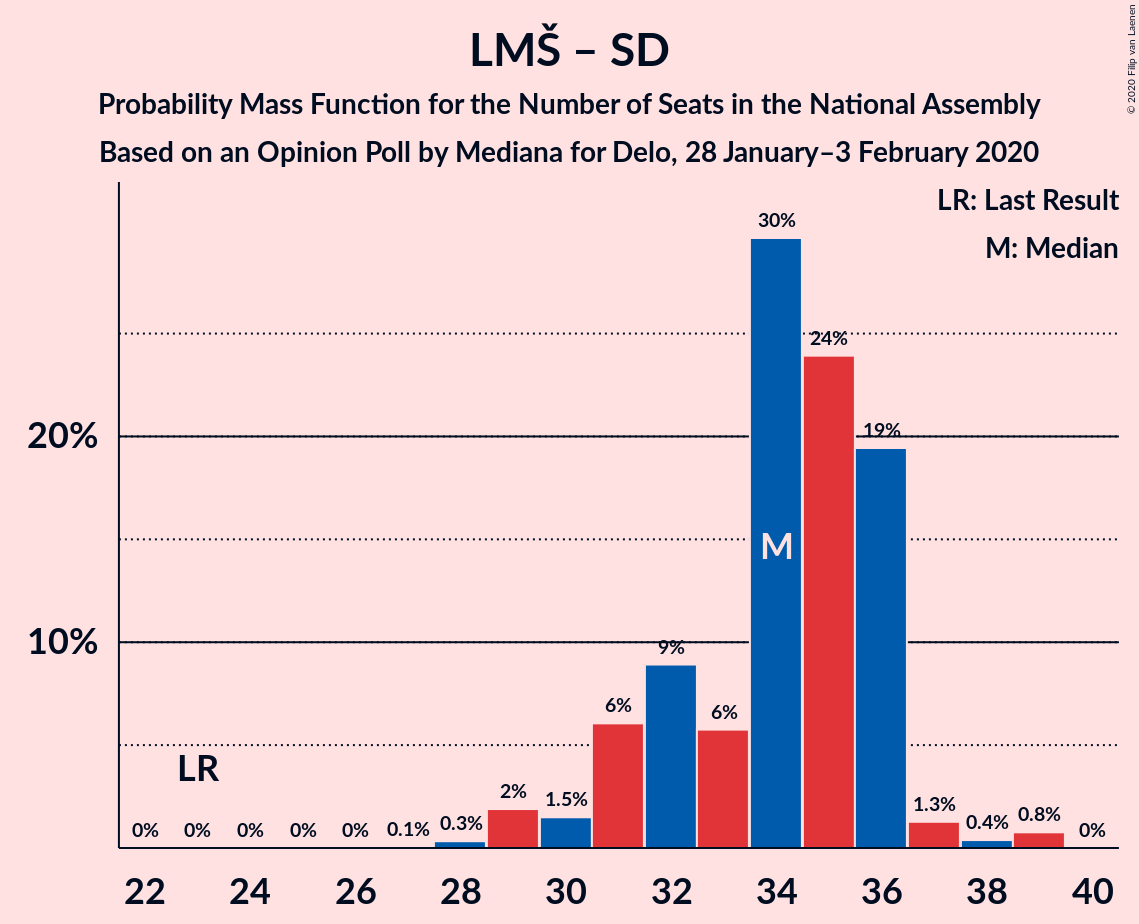 LMŠ – SD
Probability Mass Function for the Number of Seats in the National Assembly
Based on an Opinion Poll by Mediana for Delo, 28 January–3 February 2020
© 2020 Filip van Laenen
LR: Last Result
M: Median
20%
10%
LR
M
0% 0% 0% 0% 0% 0.1% 0.3% 2% 1.5% 6% 9% 6% 30% 24% 19% 1.3% 0.4% 0.8% 0%
22 24 26 28 30 32 34 36 38 40